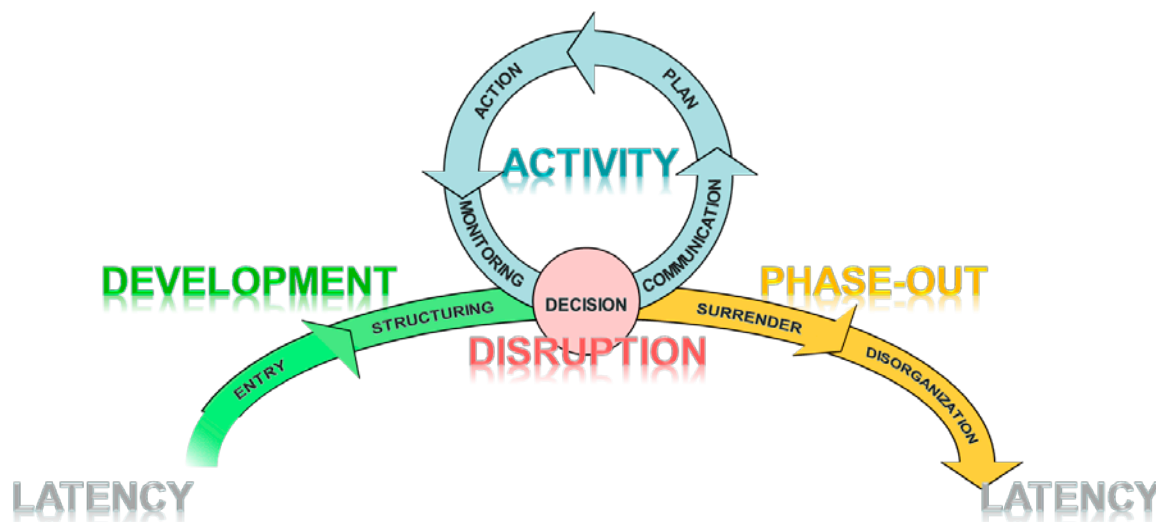 ACTION
PLAN
ACTIVITY
MONITORING
COMMUNICATION
DEVELOPMENT
PHASE-OUT
STRUCTURING
DECISION
SURRENDER
DISRUPTION
ENTRY
DISORGANIZATION
LATENCY
LATENCY